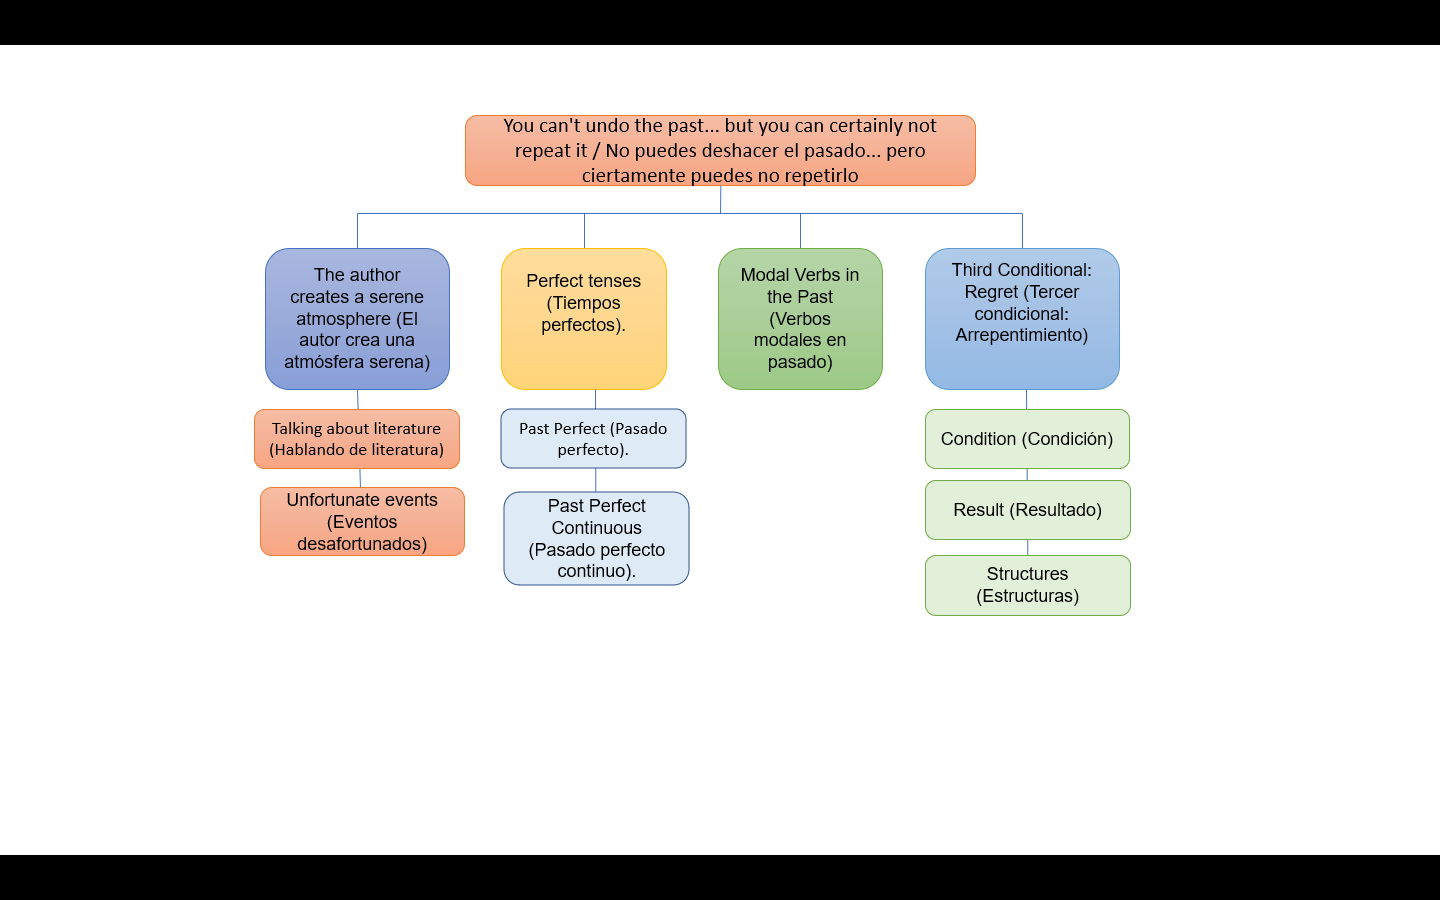 You can't undo the past... but you can certainly not
repeat it / No puedes deshacer el pasado... pero
ciertamente puedes no repetirlo
The author
creates a serene
atmosphere (El
autor crea una
atmósfera serena)
Talking about literature
(Hablando de literatura)
Unfortunate events
(Eventos
desafortunados)
Perfect tenses
(Tiempos
perfectos).
Past Perfect (Pasado
perfecto).
Past Perfect
Continuous
(Pasado perfecto
continuo).
Modal Verbs in
the Past
(Verbos
modales en
pasado)
Third Conditional:
Regret (Tercer
condicional:
Arrepentimiento)
Condition (Condición)
Result (Resultado)
Structures
(Estructuras)